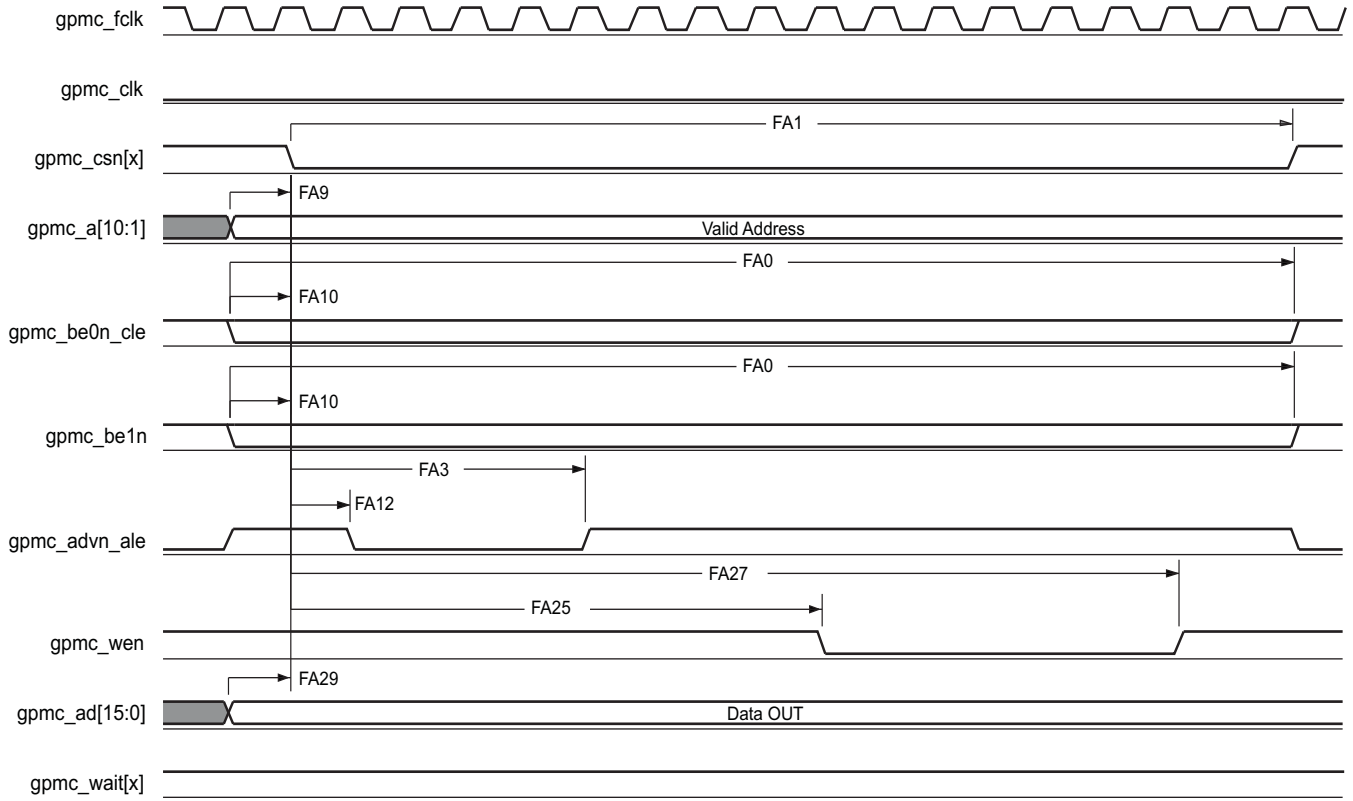 gpmc_fclk
gpmc_clk
FA1
gpmc_csn[x]
FA9
gpmc_a[10:1]
Valid Address
FA0
FA10
gpmc_be0n_cle
FA0
FA10
gpmc_be1n
FA3
FA12
gpmc_advn_ale
FA27
FA25
gpmc_wen
FA29
gpmc_ad[15:0]
Data OUT
gpmc_wait[x]